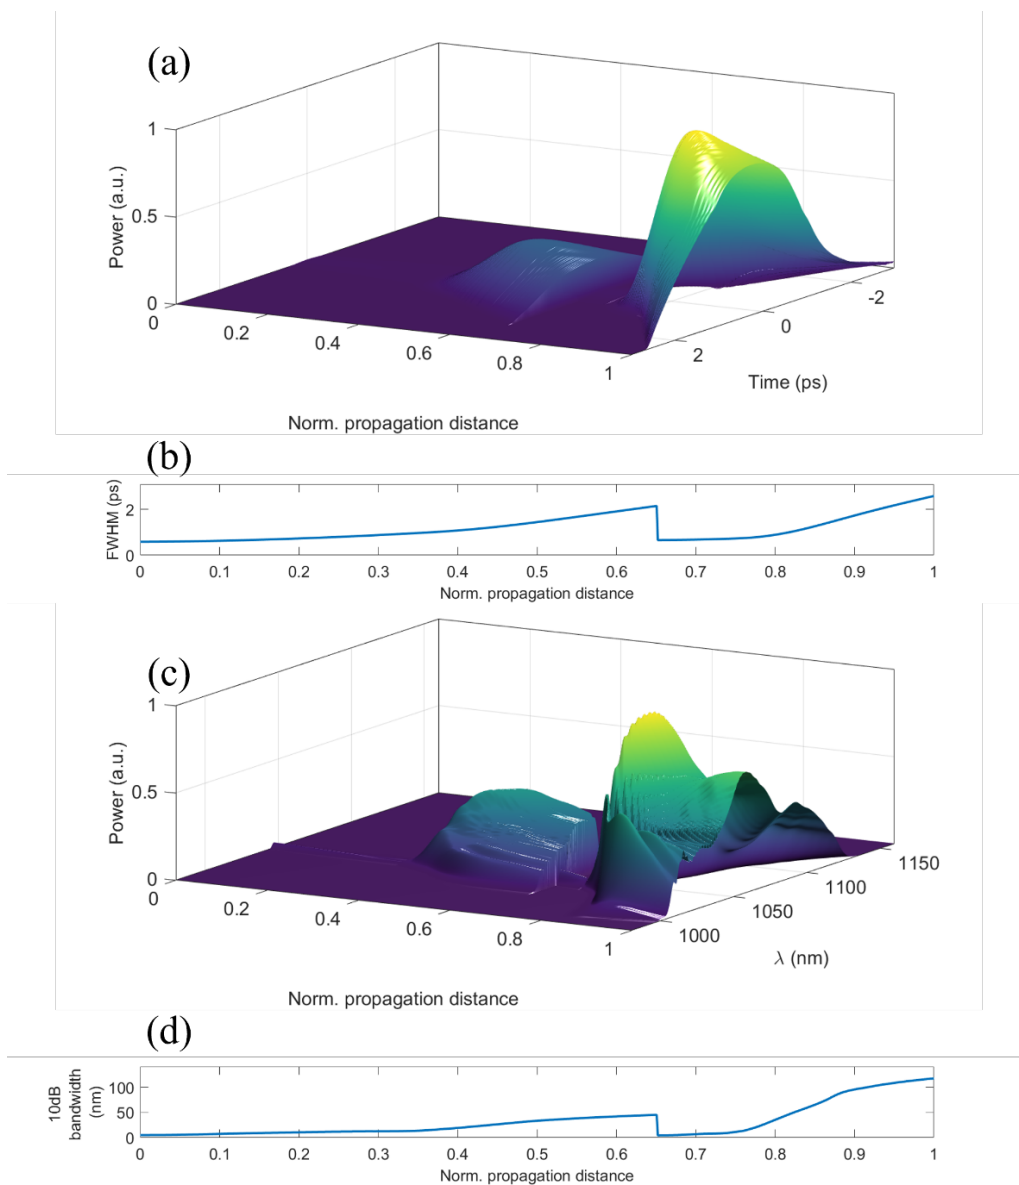 (a)
Power (a.u.)
1
0.5
0
0
0.2
0.4
0.6
0.8
1
2
0
-2
Time (ps)
Norm. propagation distance
(b)
FWHM (ps)
2
0
0 0.1 0.2 0.3 0.4 0.5 0.6 0.7 0.8 0.9 1
Norm. propagation distance
(c)
Power (a.u.)
1
0.5
0
0
0.2
0.4
0.6
0.8
1
1000
1050
1100
1150
λ (nm)
Norm. propagation distance
(d)
10dB
bandwidth
(nm)
100
50
0
0 0.1 0.2 0.3 0.4 0.5 0.6 0.7 0.8 0.9 1
Norm. propagation distance